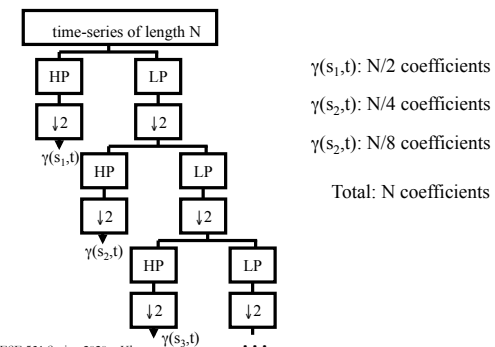 time-series of length N
HP LP
↓2 ↓2
γ(s₁,t)
HP LP
↓2 ↓2
γ(s₂,t)
HP LP
↓2 ↓2
γ(s₃,t) ...
γ(s₁,t): N/2 coefficients
γ(s₂,t): N/4 coefficients
γ(s₂,t): N/8 coefficients
Total: N coefficients